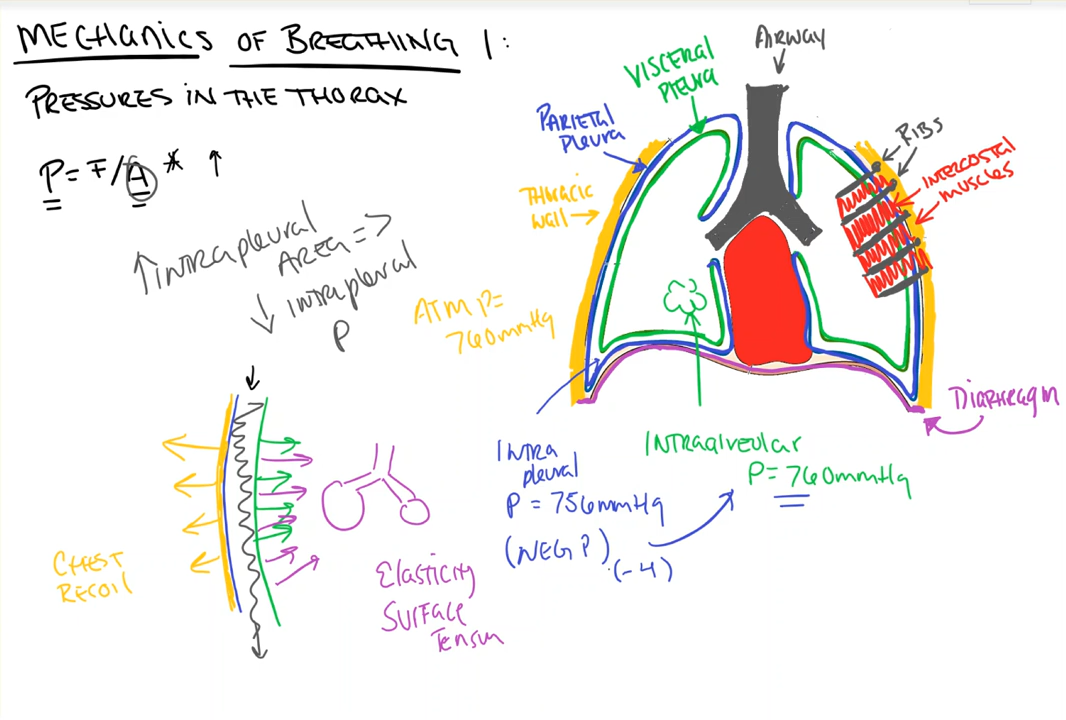 MECHANICS OF BREATHING 1:
PRESSURES IN THE THORAX
P = F/A * ↑
↑ INTRAPLEURAL
AREA =>
↓ INTRAPLEURAL
P
ATM P=
760mmHg
CHEST
RECOIL
Elasticity
SURFACE
Tension
AIRWAY
VISCERAL
PLEURA
PARIETAL
PLEURA
THORACIC
WALL →
RIBS
INTERCOSTAL
MUSCLES
DIAPHRAGM
INTRA
PLEURAL
P = 756mmHg
(NEG P)
(-4)
INTRAALVEOLAR
P= 760mmHg